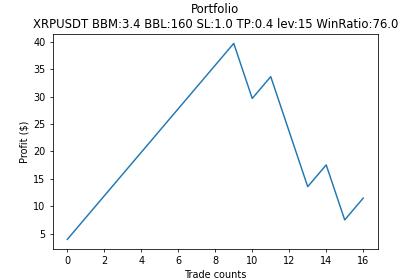 Portfolio
XRPUSDT BBM:3.4 BBL:160 SL:1.0 TP:0.4 lev:15 WinRatio:76.0
40
35
30
25
20
15
10
5
Profit ($)
0 2 4 6 8 10 12 14 16
Trade counts